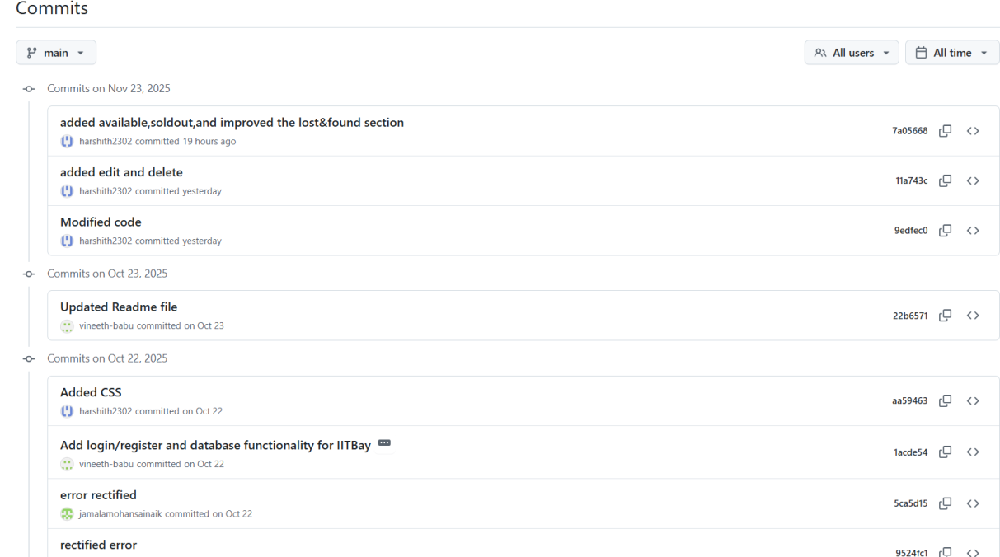 Commits
main
All users
All time
Commits on Nov 23, 2025
added available,soldout,and improved the lost&found section
harshith2302 committed 19 hours ago
7a05668
added edit and delete
harshith2302 committed yesterday
11a743c
Modified code
harshith2302 committed yesterday
9edfec0
Commits on Oct 23, 2025
Updated Readme file
vineeth-babu committed on Oct 23
22b6571
Commits on Oct 22, 2025
Added CSS
harshith2302 committed on Oct 22
aa59463
Add login/register and database functionality for IITBay
vineeth-babu committed on Oct 22
1acde54
error rectified
jamalamohansainaik committed on Oct 22
5ca5d15
rectified error
9524fc1